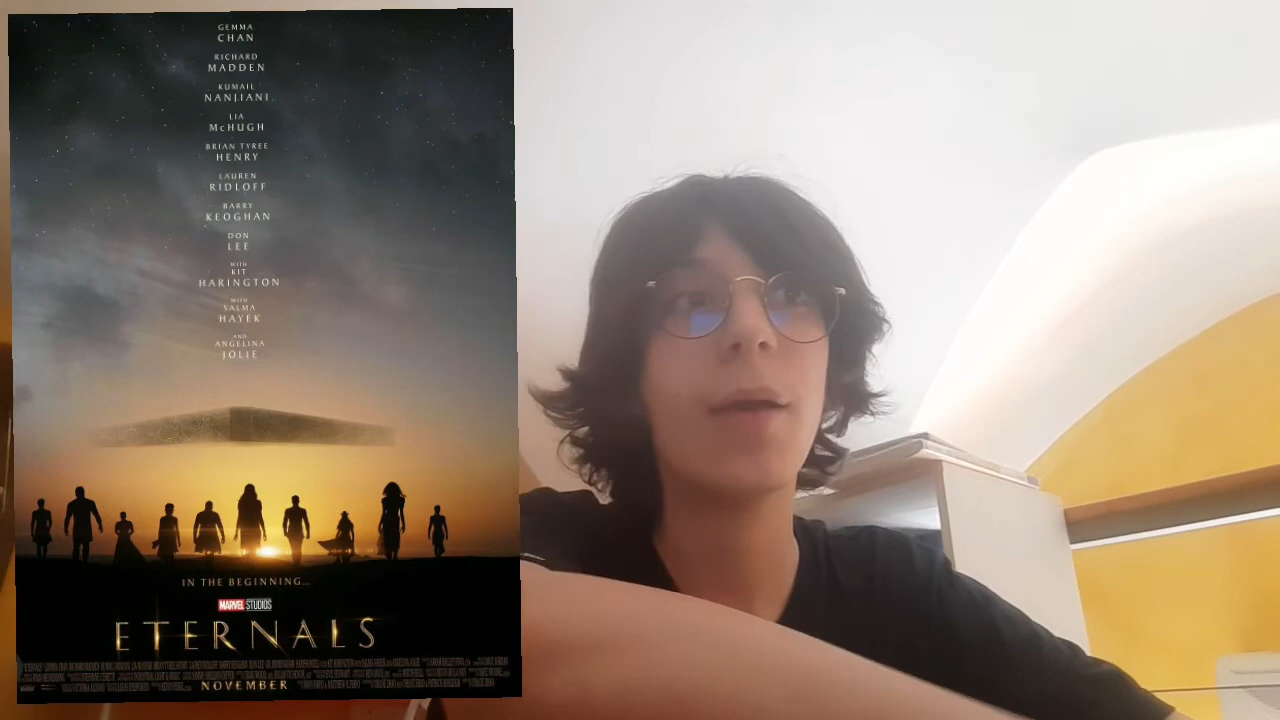 GEMMA
CHAN
RICHARD
MADDEN
KUMAIL
NANJIANI
LIA
McHUGH
BRIAN TYREE
HENRY
LAUREN
RIDLOFF
BARRY
KEOGHAN
DON
LEE
WITH
KIT
HARINGTON
WITH
SALMA
HAYEK
AND
ANGELINA
JOLIE
IN THE BEGINNING...
MARVEL STUDIOS
ETERNALS
NOVEMBER